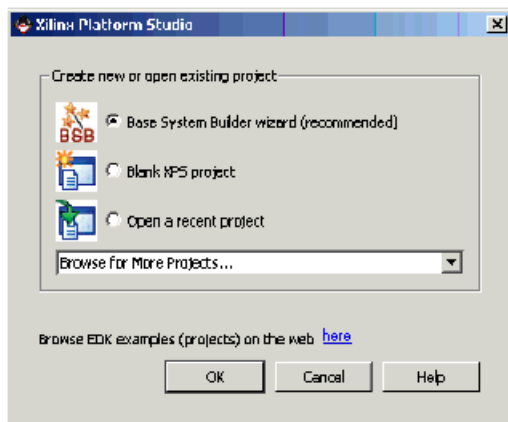 Xilinx Platform Studio
Create new or open existing project
BSB
Base System Builder wizard (recommended)
Blank XPS project
Open a recent project
Browse for More Projects...
Browse EDK examples (projects) on the web here
OK Cancel Help